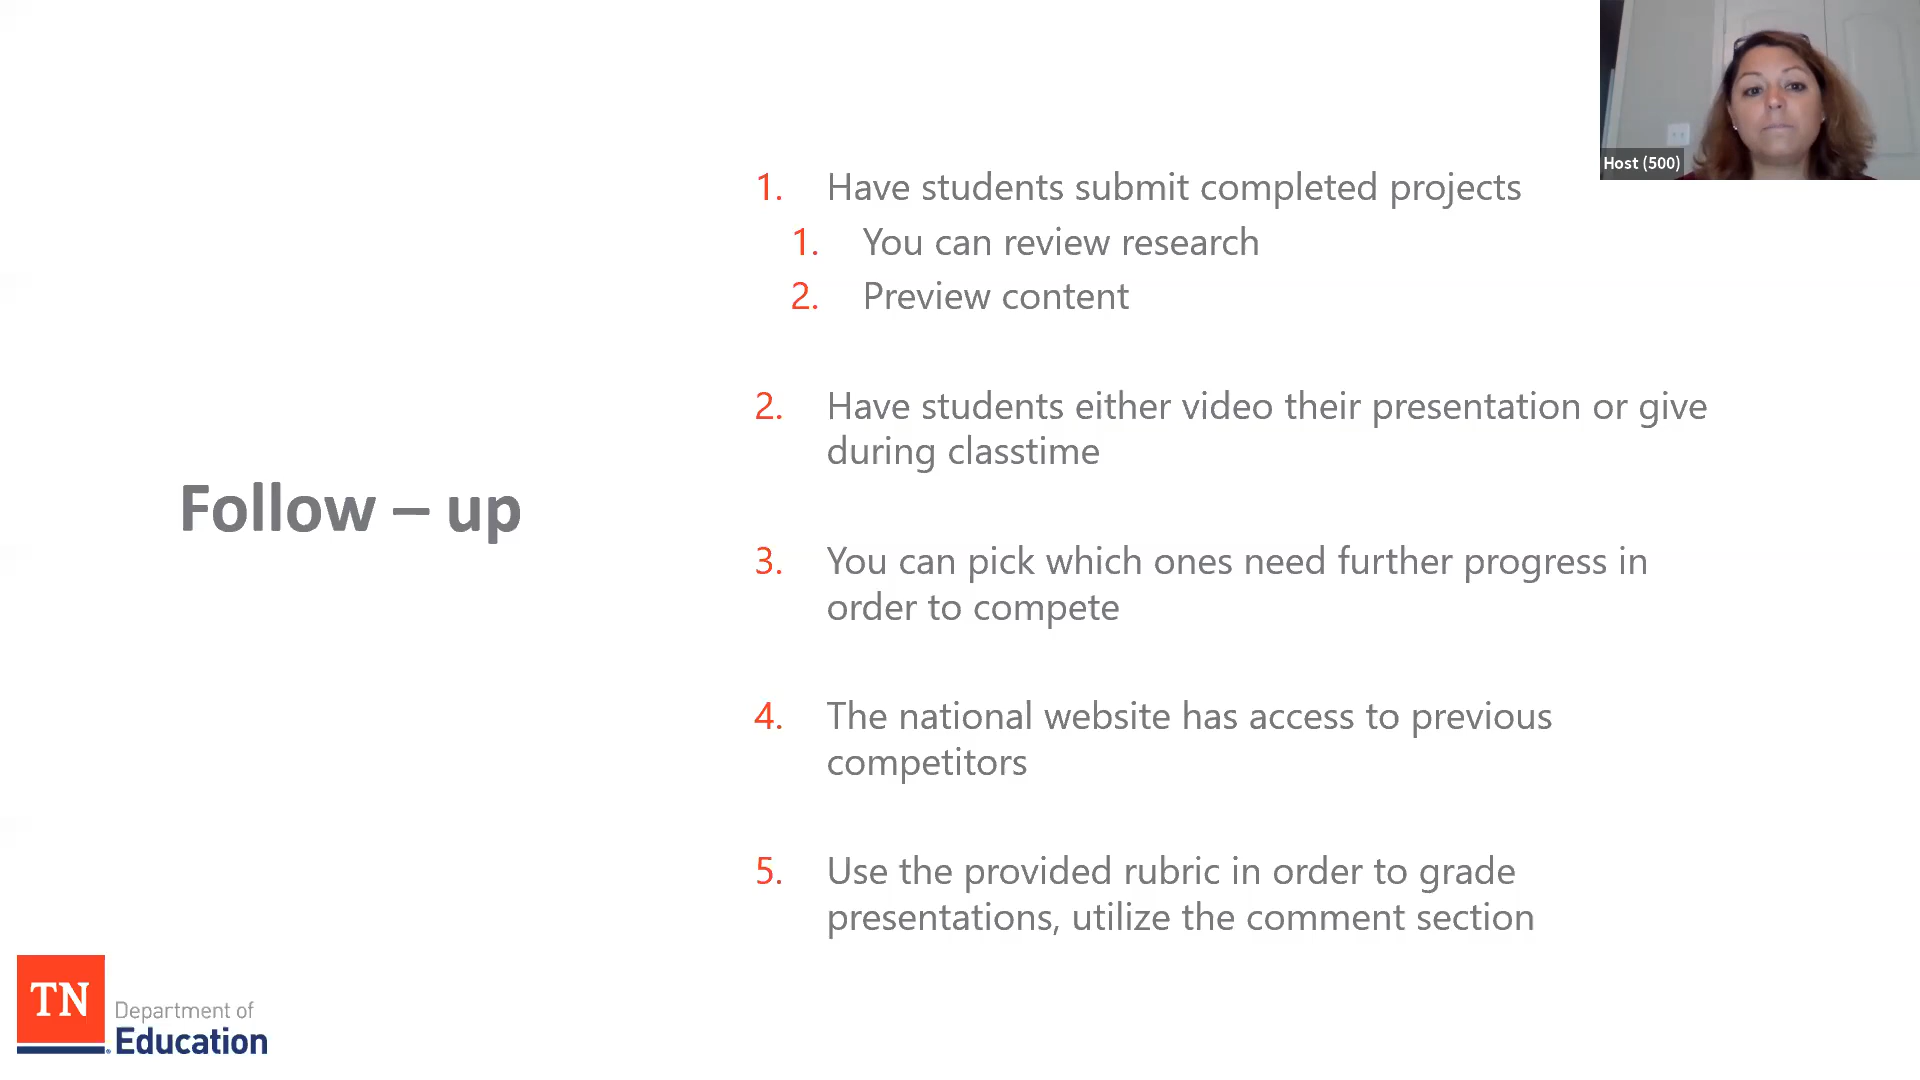 Host (500)
1. Have students submit completed projects
1. You can review research
2. Preview content
2. Have students either video their presentation or give
during classtime
Follow – up
3. You can pick which ones need further progress in
order to compete
4. The national website has access to previous
competitors
5. Use the provided rubric in order to grade
presentations, utilize the comment section
TN
Department of
Education